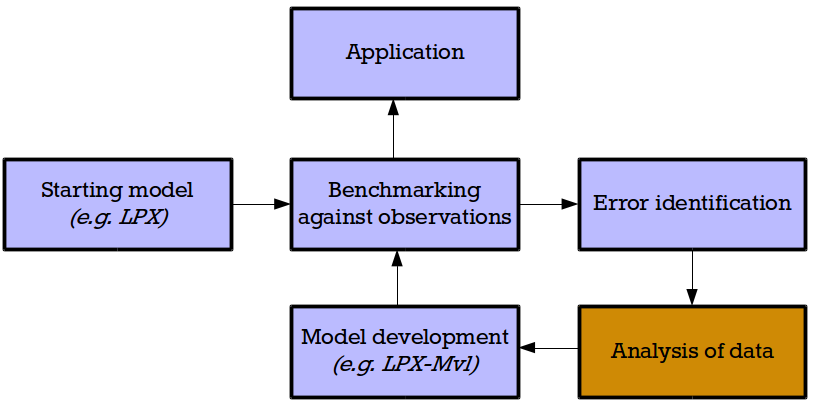 Application
Starting model
(e.g. LPX)
Benchmarking
against observations
Error identification
Model development
(e.g. LPX-Mv1)
Analysis of data